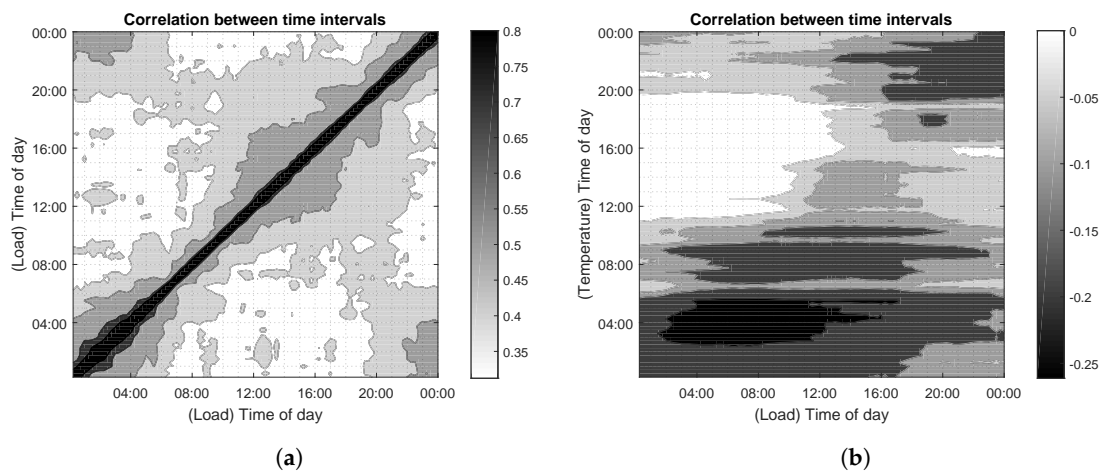 Correlation between time intervals
00:00
20:00
16:00
12:00
08:00
04:00
(Load) Time of day
04:00 08:00 12:00 16:00 20:00 00:00
(Load) Time of day
0.8
0.75
0.7
0.65
0.6
0.55
0.5
0.45
0.4
0.35
(a)
Correlation between time intervals
00:00
20:00
16:00
12:00
08:00
04:00
(Temperature) Time of day
04:00 08:00 12:00 16:00 20:00 00:00
(Load) Time of day
0
-0.05
-0.1
-0.15
-0.2
-0.25
(b)